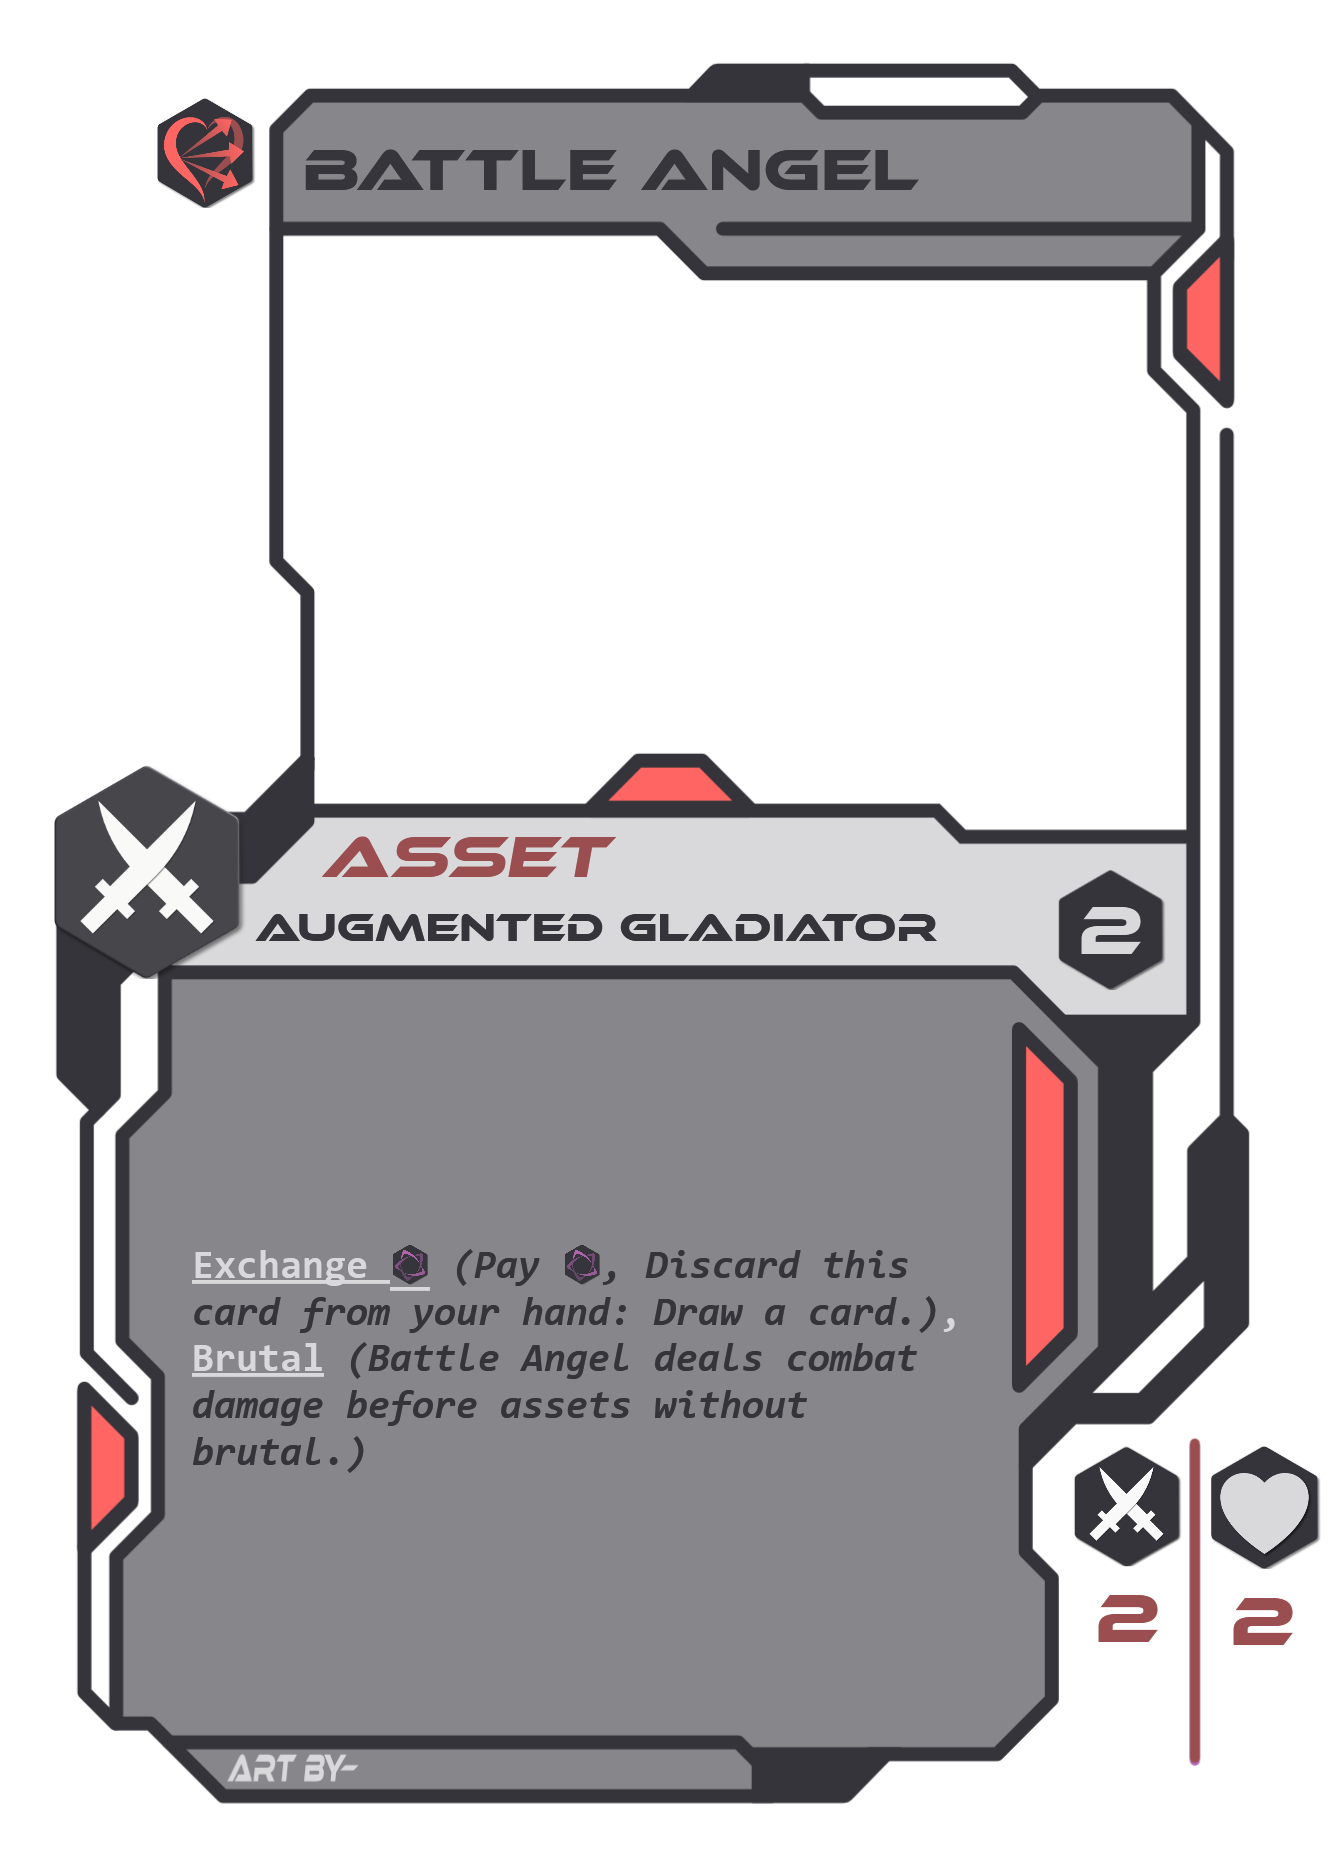 BATTLE ANGEL
ASSET
AUGMENTED GLADIATOR
2
Exchange (Pay , Discard this
card from your hand: Draw a card.),
Brutal (Battle Angel deals combat
damage before assets without
brutal.)
2 2
ART BY-